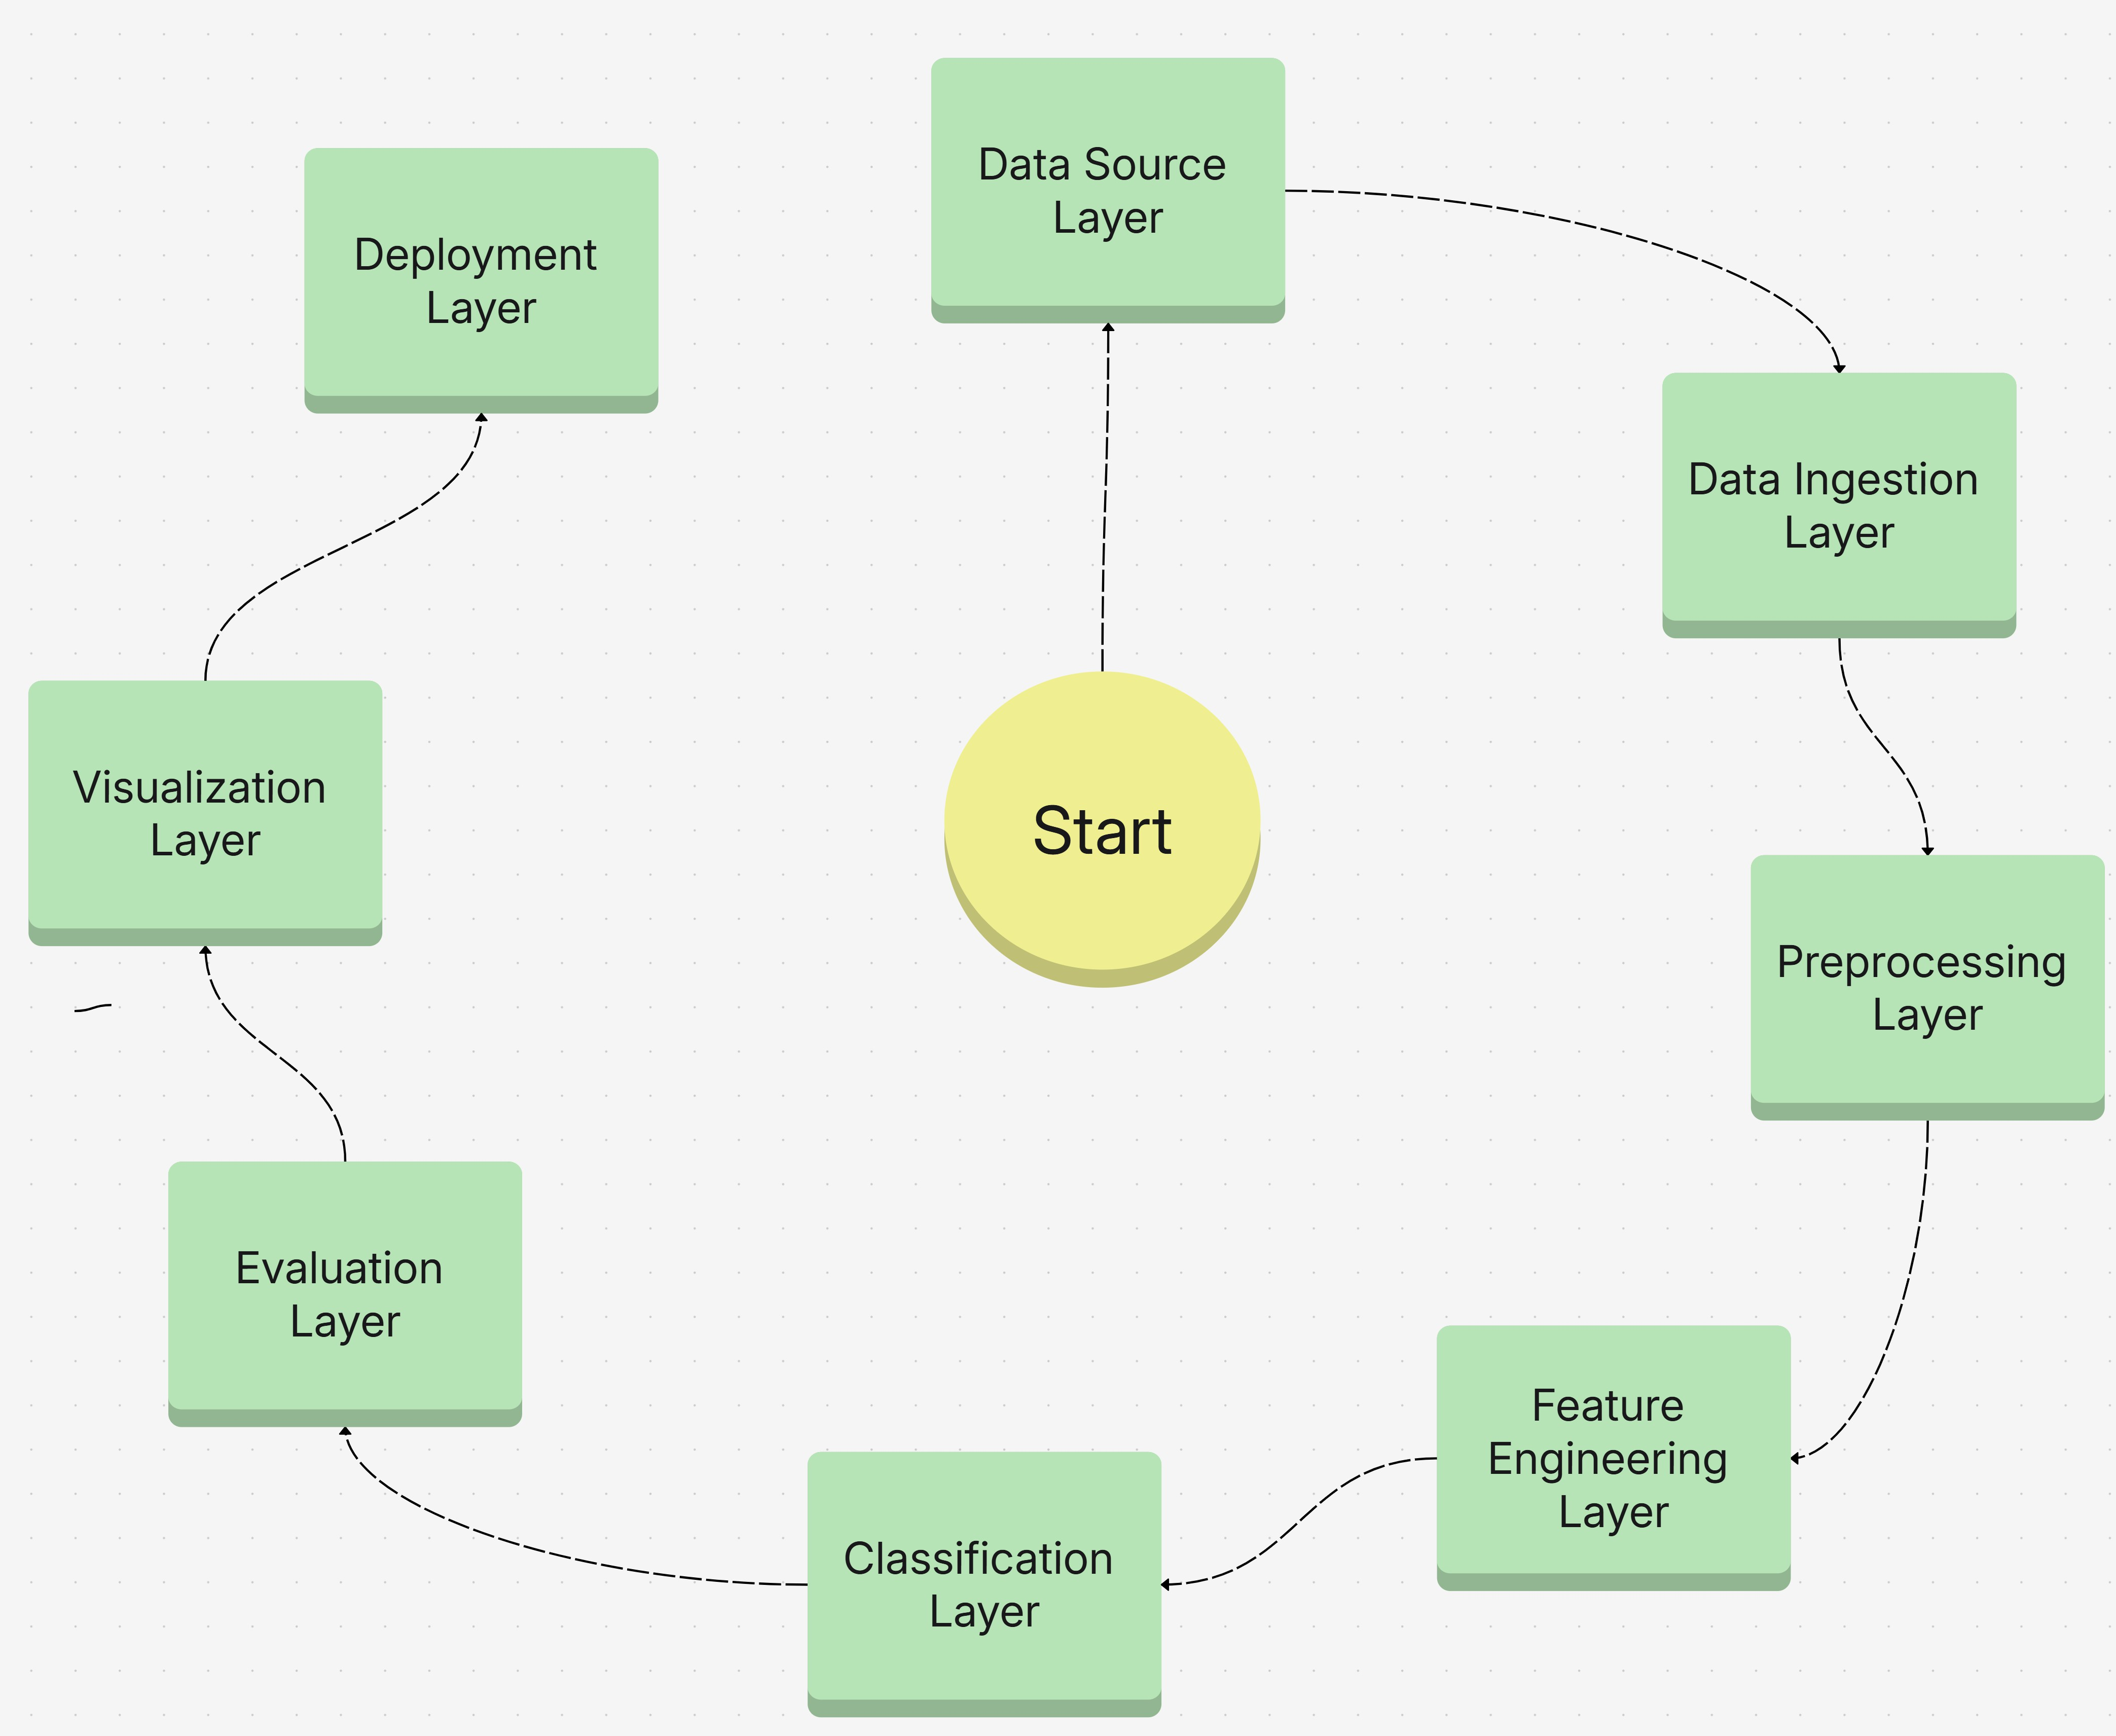 Data Source
Layer
Deployment
Layer
Data Ingestion
Layer
Visualization
Layer
Start
Preprocessing
Layer
Evaluation
Layer
Feature
Engineering
Layer
Classification
Layer